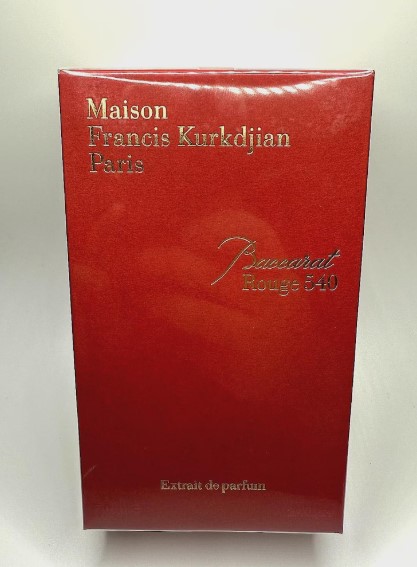 Maison
Francis Kurkdjian
Paris
Baccarat
Rouge 540
Extrait de parfum